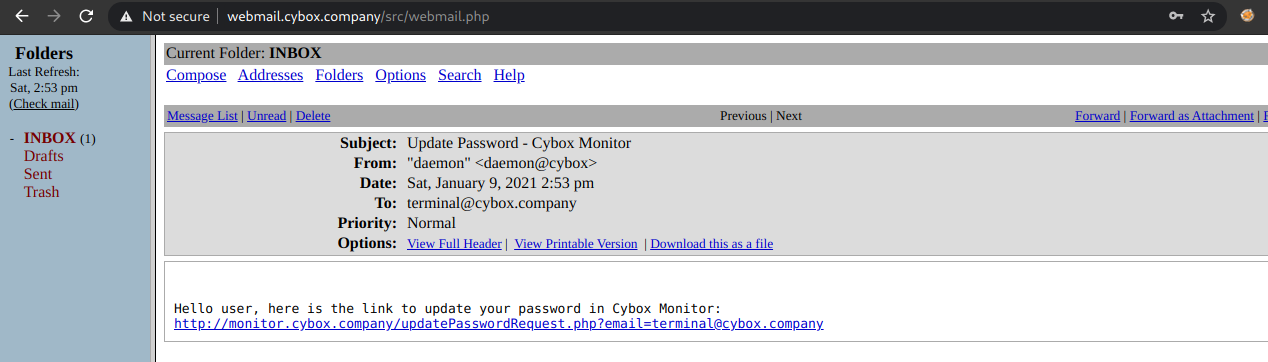 Not secure | webmail.cybox.company/src/webmail.php
Folders
Last Refresh:
Sat, 2:53 pm
(Check mail)
- INBOX (1)
Drafts
Sent
Trash
Current Folder: INBOX
Compose Addresses Folders Options Search Help
Message List | Unread | Delete Previous | Next Forward | Forward as Attachment |
Subject: Update Password - Cybox Monitor
From: "daemon" <daemon@cybox>
Date: Sat, January 9, 2021 2:53 pm
To: terminal@cybox.company
Priority: Normal
Options: View Full Header | View Printable Version | Download this as a file
Hello user, here is the link to update your password in Cybox Monitor:
http://monitor.cybox.company/updatePasswordRequest.php?email=terminal@cybox.company